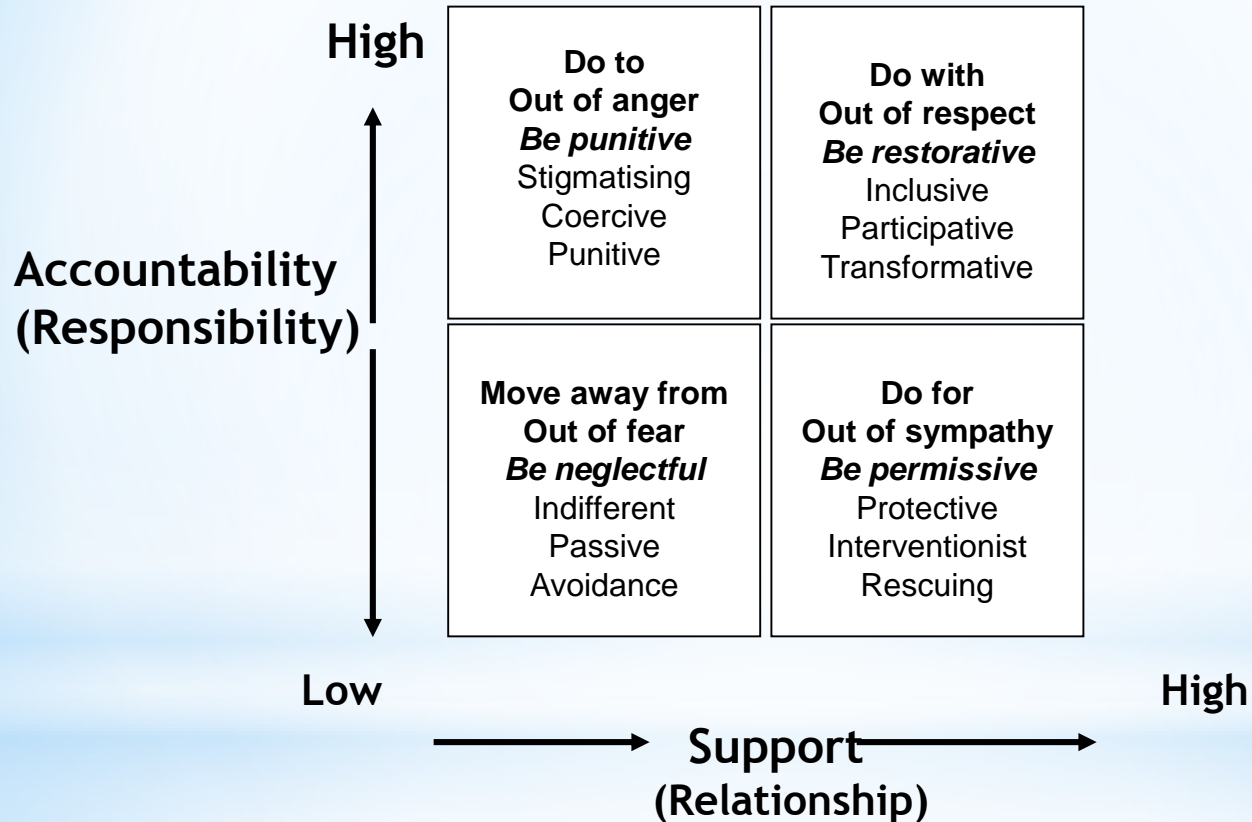 High
Do to
Out of anger
Be punitive
Stigmatising
Coercive
Punitive
Do with
Out of respect
Be restorative
Inclusive
Participative
Transformative
Accountability
(Responsibility)
Move away from
Out of fear
Be neglectful
Indifferent
Passive
Avoidance
Do for
Out of sympathy
Be permissive
Protective
Interventionist
Rescuing
Low
High
Support
(Relationship)